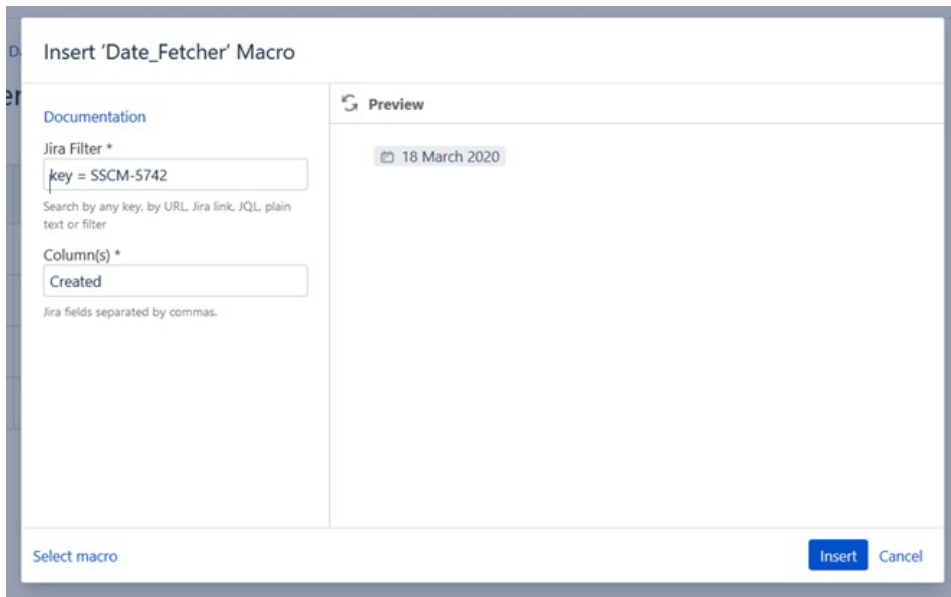 Insert ‘Date_Fetcher’ Macro
Documentation
Jira Filter *
key = SSCM-5742
Search by any key, by URL, Jira link, JQL, plain
text or filter
Column(s) *
Created
Jira fields separated by commas.
Preview
18 March 2020
Select macro
Insert
Cancel